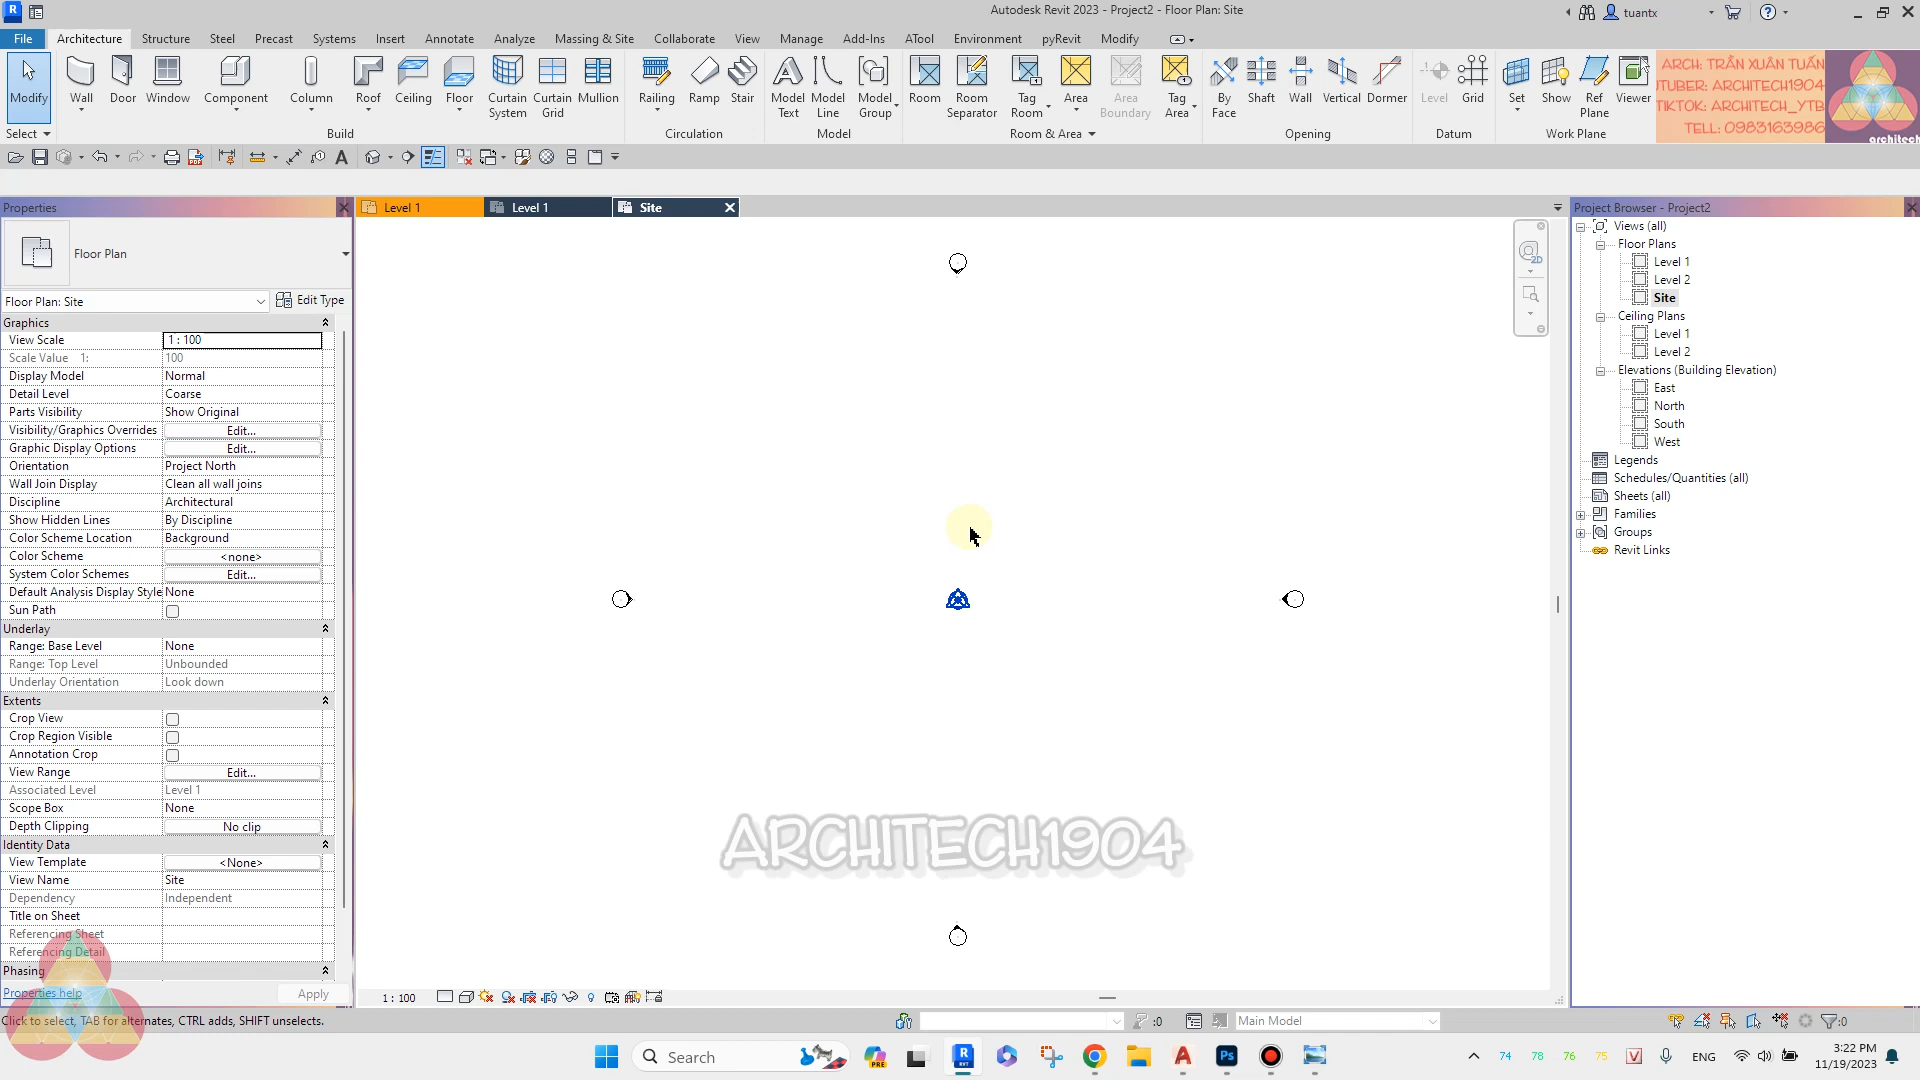 Autodesk Revit 2023 - Project2 - Floor Plan: Site
tuantx
File
Architecture
Structure
Steel
Precast
Systems
Insert
Annotate
Analyze
Massing & Site
Collaborate
View
Manage
Add-Ins
ATool
Environment
pyRevit
Modify
Modify
Wall
Door
Window
Component
Column
Roof
Ceiling
Floor
Curtain System
Curtain Grid
Mullion
Railing
Ramp
Stair
Model Text
Model Line
Model Group
Room
Room Separator
Tag Room
Area
Area Boundary
Tag Area
By Face
Shaft
Wall
Vertical
Dormer
Level
Grid
Set
Show
Ref Plane
Viewer
ARCH: TRẦN XUÂN TUẤN
UTUBER: ARCHITECH1904
TIKTOK: ARCHITECH_YTB
TELL: 0983163986
architech
Select
Build
Circulation
Model
Room & Area
Opening
Datum
Work Plane
Properties
Level 1
Level 1
Site
Project Browser - Project2
Floor Plan
Floor Plan: Site
Edit Type
Graphics
View Scale 1 : 100
Scale Value 1: 100
Display Model Normal
Detail Level Coarse
Parts Visibility Show Original
Visibility/Graphics Overrides Edit...
Graphic Display Options Edit...
Orientation Project North
Wall Join Display Clean all wall joins
Discipline Architectural
Show Hidden Lines By Discipline
Color Scheme Location Background
Color Scheme <none>
System Color Schemes Edit...
Default Analysis Display Style None
Sun Path
Underlay
Range: Base Level None
Range: Top Level Unbounded
Underlay Orientation Look down
Extents
Crop View
Crop Region Visible
Annotation Crop
View Range Edit...
Associated Level Level 1
Scope Box None
Depth Clipping No clip
Identity Data
View Template <None>
View Name Site
Dependency Independent
Title on Sheet
Referencing Sheet
Referencing Detail
Phasing
Properties help
Apply
2D
ARCHITECH1904
Views (all)
Floor Plans
Level 1
Level 2
Site
Ceiling Plans
Level 1
Level 2
Elevations (Building Elevation)
East
North
South
West
Legends
Schedules/Quantities (all)
Sheets (all)
Families
Groups
Revit Links
1 : 100
Click to select, TAB for alternates, CTRL adds, SHIFT unselects.
:0
Main Model
:0
Search
PRE
R
RVT
A
Ps
74
78
76
75
V
ENG
3:22 PM
11/19/2023